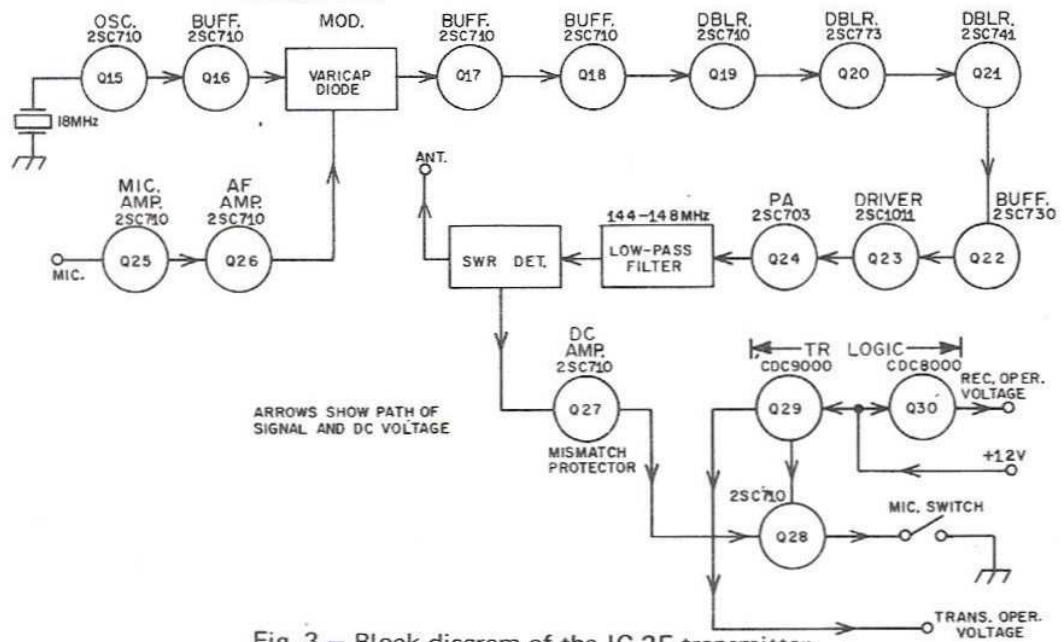 OSC.
2SC710
Q15
BUFF.
2SC710
Q16
MOD.
VARICAP
DIODE
BUFF.
2SC710
Q17
BUFF.
2SC710
Q18
DBLR.
2SC710
Q19
DBLR.
2SC773
Q20
DBLR.
2SC741
Q21
18MHz
MIC.
AMP.
2SC710
Q25
AF
AMP.
2SC710
Q26
MIC.
ANT.
SWR DET.
144-148MHz
LOW-PASS
FILTER
PA
2SC703
Q24
DRIVER
2SC1011
Q23
BUFF.
2SC730
Q22
DC
AMP.
2SC710
Q27
MISMATCH
PROTECTOR
ARROWS SHOW PATH OF
SIGNAL AND DC VOLTAGE
TR LOGIC
CDC9000
Q29
CDC8000
Q30
REC. OPER.
VOLTAGE
+12V
2SC710
Q28
MIC. SWITCH
TRANS. OPER.
VOLTAGE